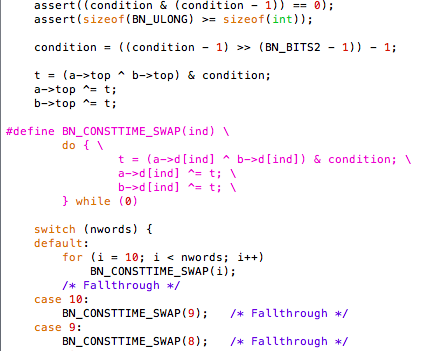 assert((condition & (condition - 1)) == 0);
assert(sizeof(BN_ULONG) >= sizeof(int));
condition = ((condition - 1) >> (BN_BITS2 - 1)) - 1;
t = (a->top ^ b->top) & condition;
a->top ^= t;
b->top ^= t;
#define BN_CONSTTIME_SWAP(ind) \
do { \
t = (a->d[ind] ^ b->d[ind]) & condition; \
a->d[ind] ^= t; \
b->d[ind] ^= t; \
} while (0)
switch (nwords) {
default:
for (i = 10; i < nwords; i++)
BN_CONSTTIME_SWAP(i);
/* Fallthrough */
case 10:
BN_CONSTTIME_SWAP(9); /* Fallthrough */
case 9:
BN_CONSTTIME_SWAP(8); /* Fallthrough */